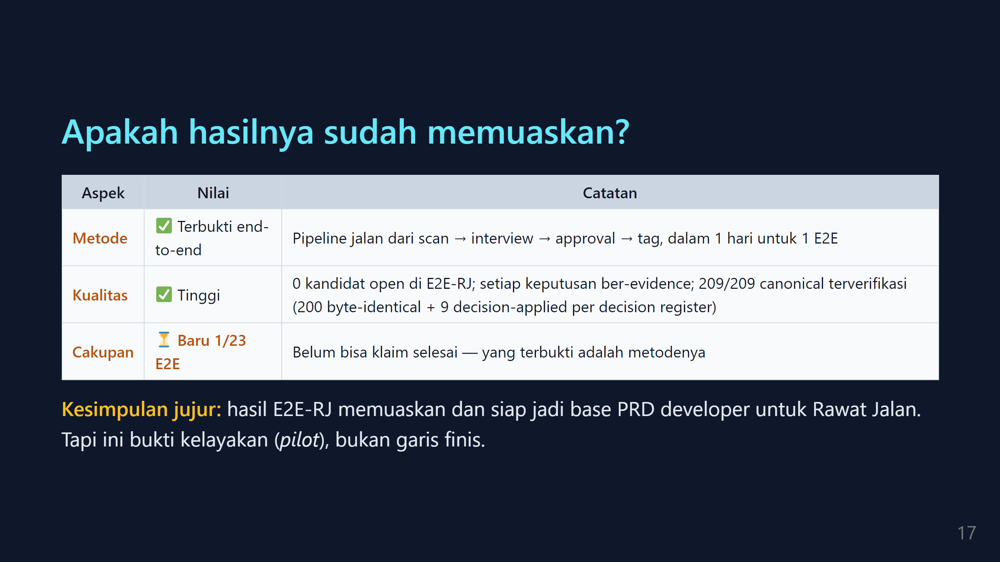 Apakah hasilnya sudah memuaskan?
Aspek Nilai Catatan
Metode ✅ Terbukti end-
to-end
Pipeline jalan dari scan → interview → approval → tag, dalam 1 hari untuk 1 E2E
Kualitas ✅ Tinggi
0 kandidat open di E2E-RJ; setiap keputusan ber-evidence; 209/209 canonical terverifikasi
(200 byte-identical + 9 decision-applied per decision register)
Cakupan ⏳ Baru 1/23
E2E
Belum bisa klaim selesai — yang terbukti adalah metodenya
Kesimpulan jujur: hasil E2E-RJ memuaskan dan siap jadi base PRD developer untuk Rawat Jalan.
Tapi ini bukti kelayakan (pilot), bukan garis finis.
17